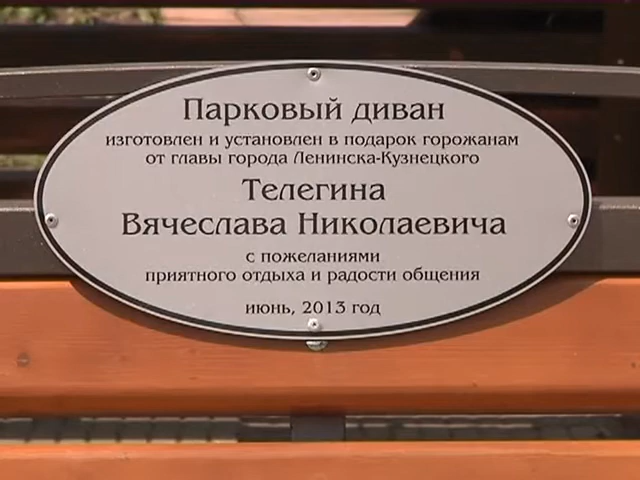 Парковый диван
изготовлен и установлен в подарок горожанам
от главы города Ленинска-Кузнецкого
Телегина
Вячеслава Николаевича
с пожеланиями
приятного отдыха и радости общения
июнь, 2013 год